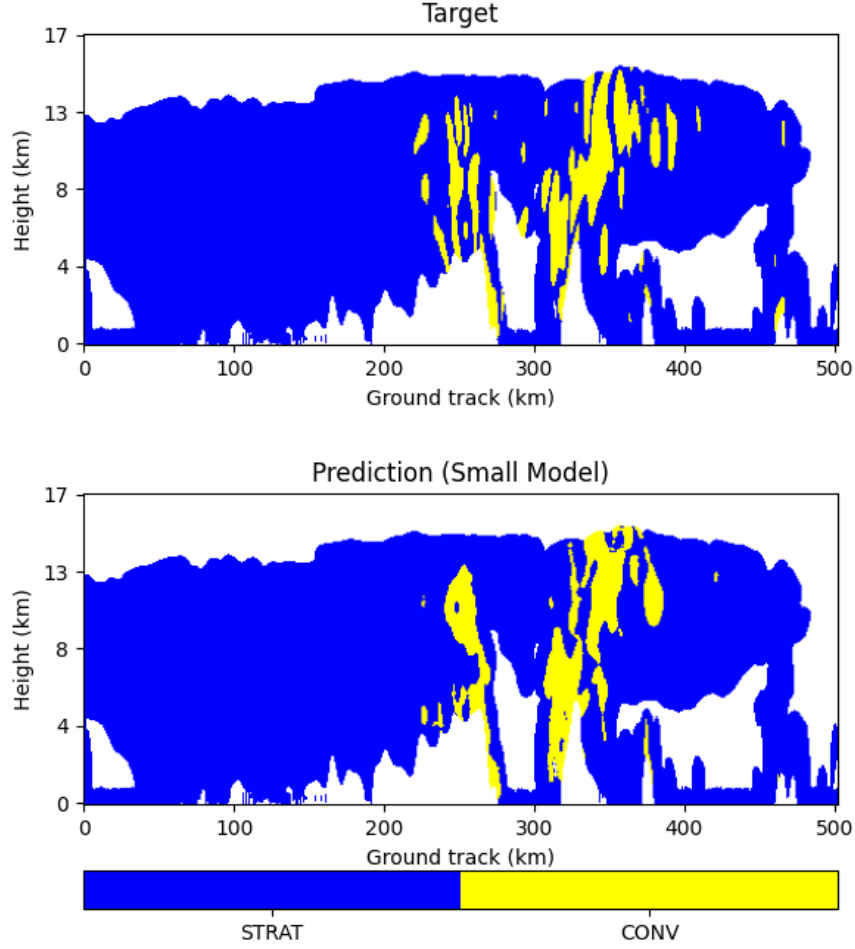 Target
17
13
8
4
0
Height (km)
0 100 200 300 400 500
Ground track (km)
Prediction (Small Model)
17
13
8
4
0
Height (km)
0 100 200 300 400 500
Ground track (km)
STRAT CONV